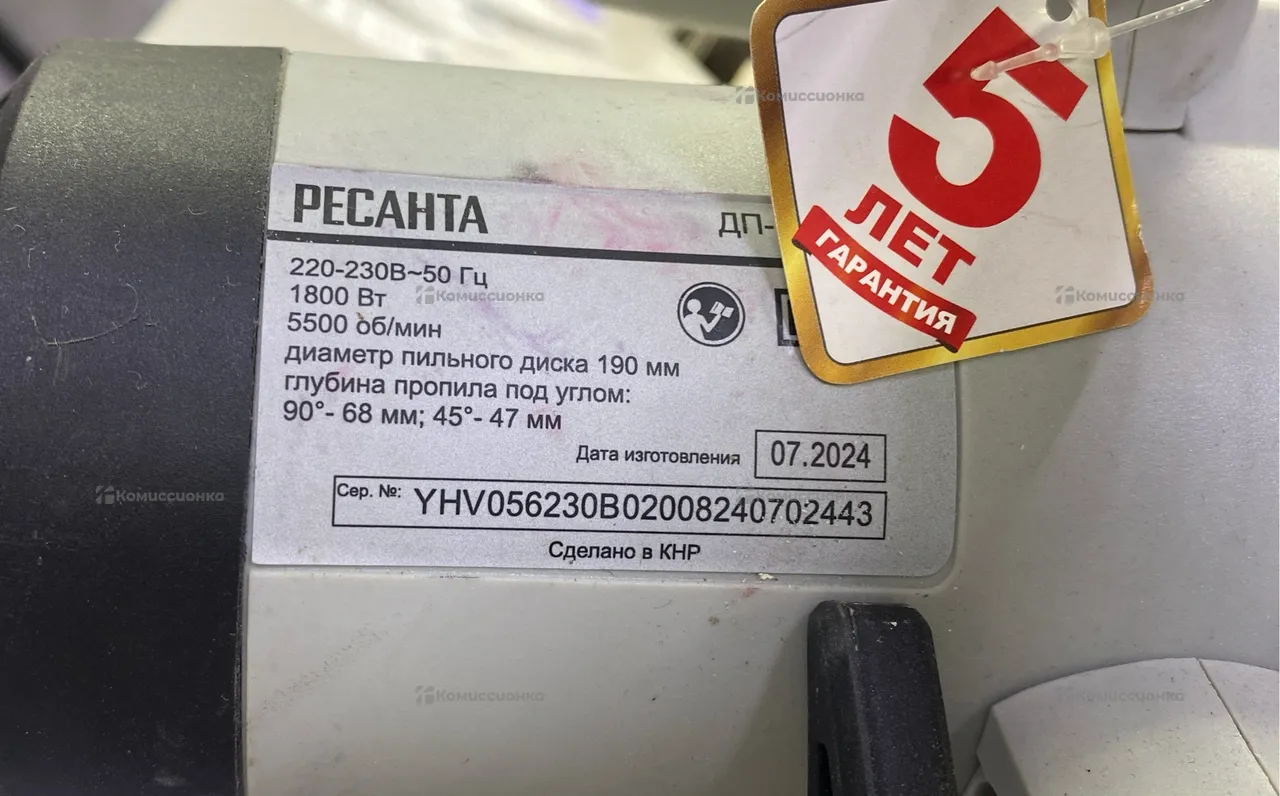 РЕСАНТА ДП-
220-230В~50 Гц
1800 Вт
5500 об/мин
диаметр пильного диска 190 мм
глубина пропила под углом:
90°- 68 мм; 45°- 47 мм
Дата изготовления 07.2024
Сер. №: YHV056230B02008240702443
Сделано в КНР
5
ЛЕТ
ГАРАНТИЯ
Комиссионка
Комиссионка
Комиссионка
Комиссионка
Комиссионка
Комиссионка